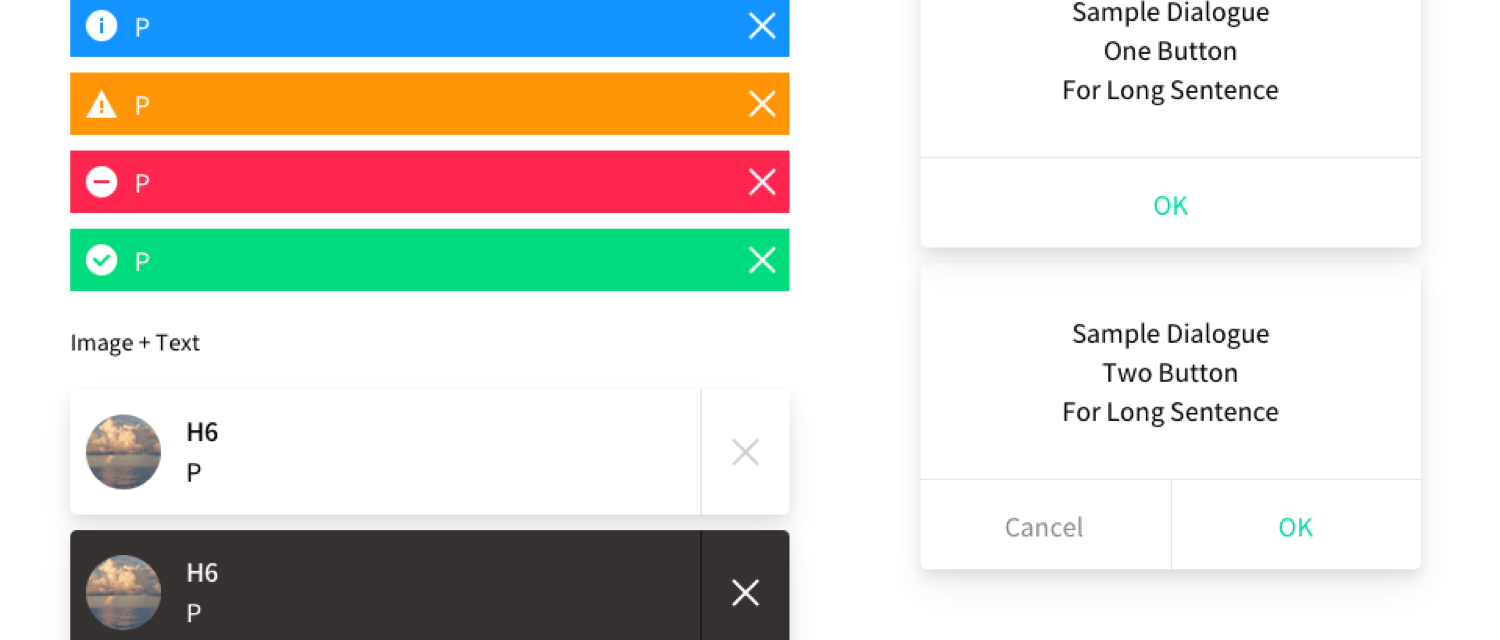 P
P
P
P
Image + Text
H6
P
H6
P
Sample Dialogue
One Button
For Long Sentence
OK
Sample Dialogue
Two Button
For Long Sentence
Cancel
OK